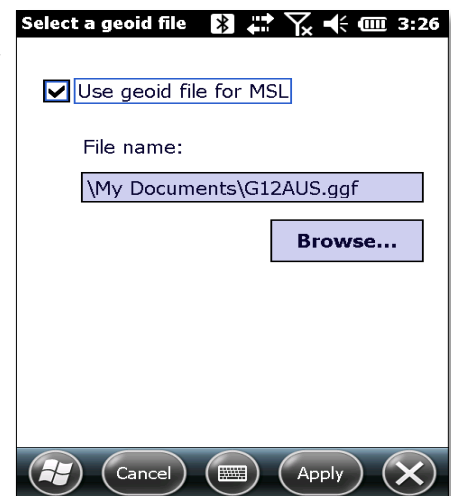 Select a geoid file 3:26
Use geoid file for MSL
File name:
\My Documents\G12AUS.ggf
Browse...
Cancel Apply